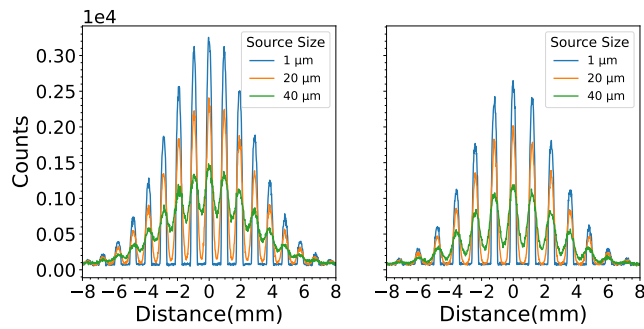 1e4
Counts
0.30
0.25
0.20
0.15
0.10
0.05
0.00
Source Size
1 µm
20 µm
40 µm
−8 −6 −4 −2 0 2 4 6 8
Distance(mm)
Source Size
1 µm
20 µm
40 µm
−8 −6 −4 −2 0 2 4 6 8
Distance(mm)